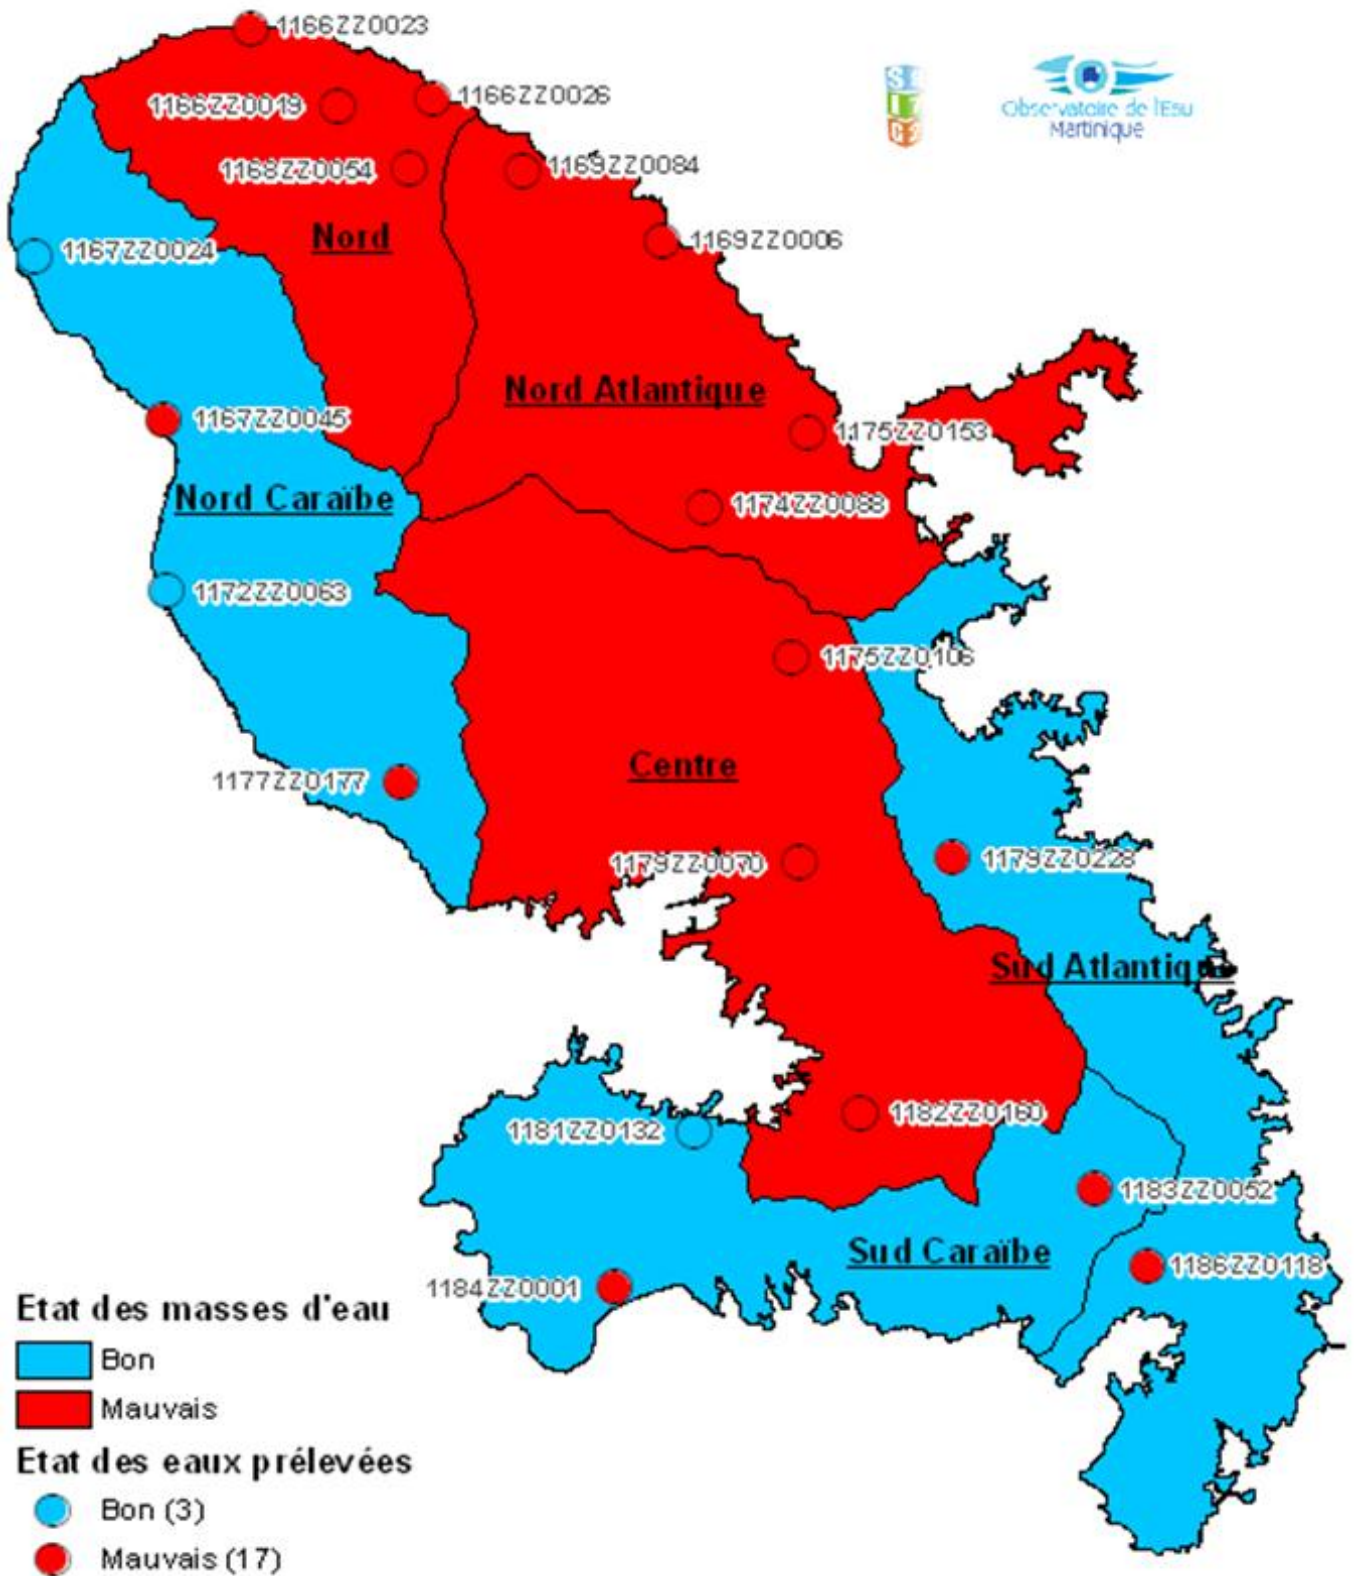 1166ZZ0023
1166ZZ0019
1166ZZ0026
Observatoire de l'Eau
Martinique
1168ZZ0054
1169ZZ0084
Nord
1167ZZ0024
1169ZZ0006
Nord Atlantique
1167ZZ0045
1175ZZ0153
Nord Caraïbe
1174ZZ0088
1172ZZ0063
1175ZZ0106
Centre
1177ZZ0177
1179ZZ0070
1179ZZ0228
Sud Atlantique
1182ZZ0160
1181ZZ0132
1183ZZ0052
Sud Caraïbe
1186ZZ0118
1184ZZ0001
Etat des masses d'eau
Bon
Mauvais
Etat des eaux prélevées
Bon (3)
Mauvais (17)